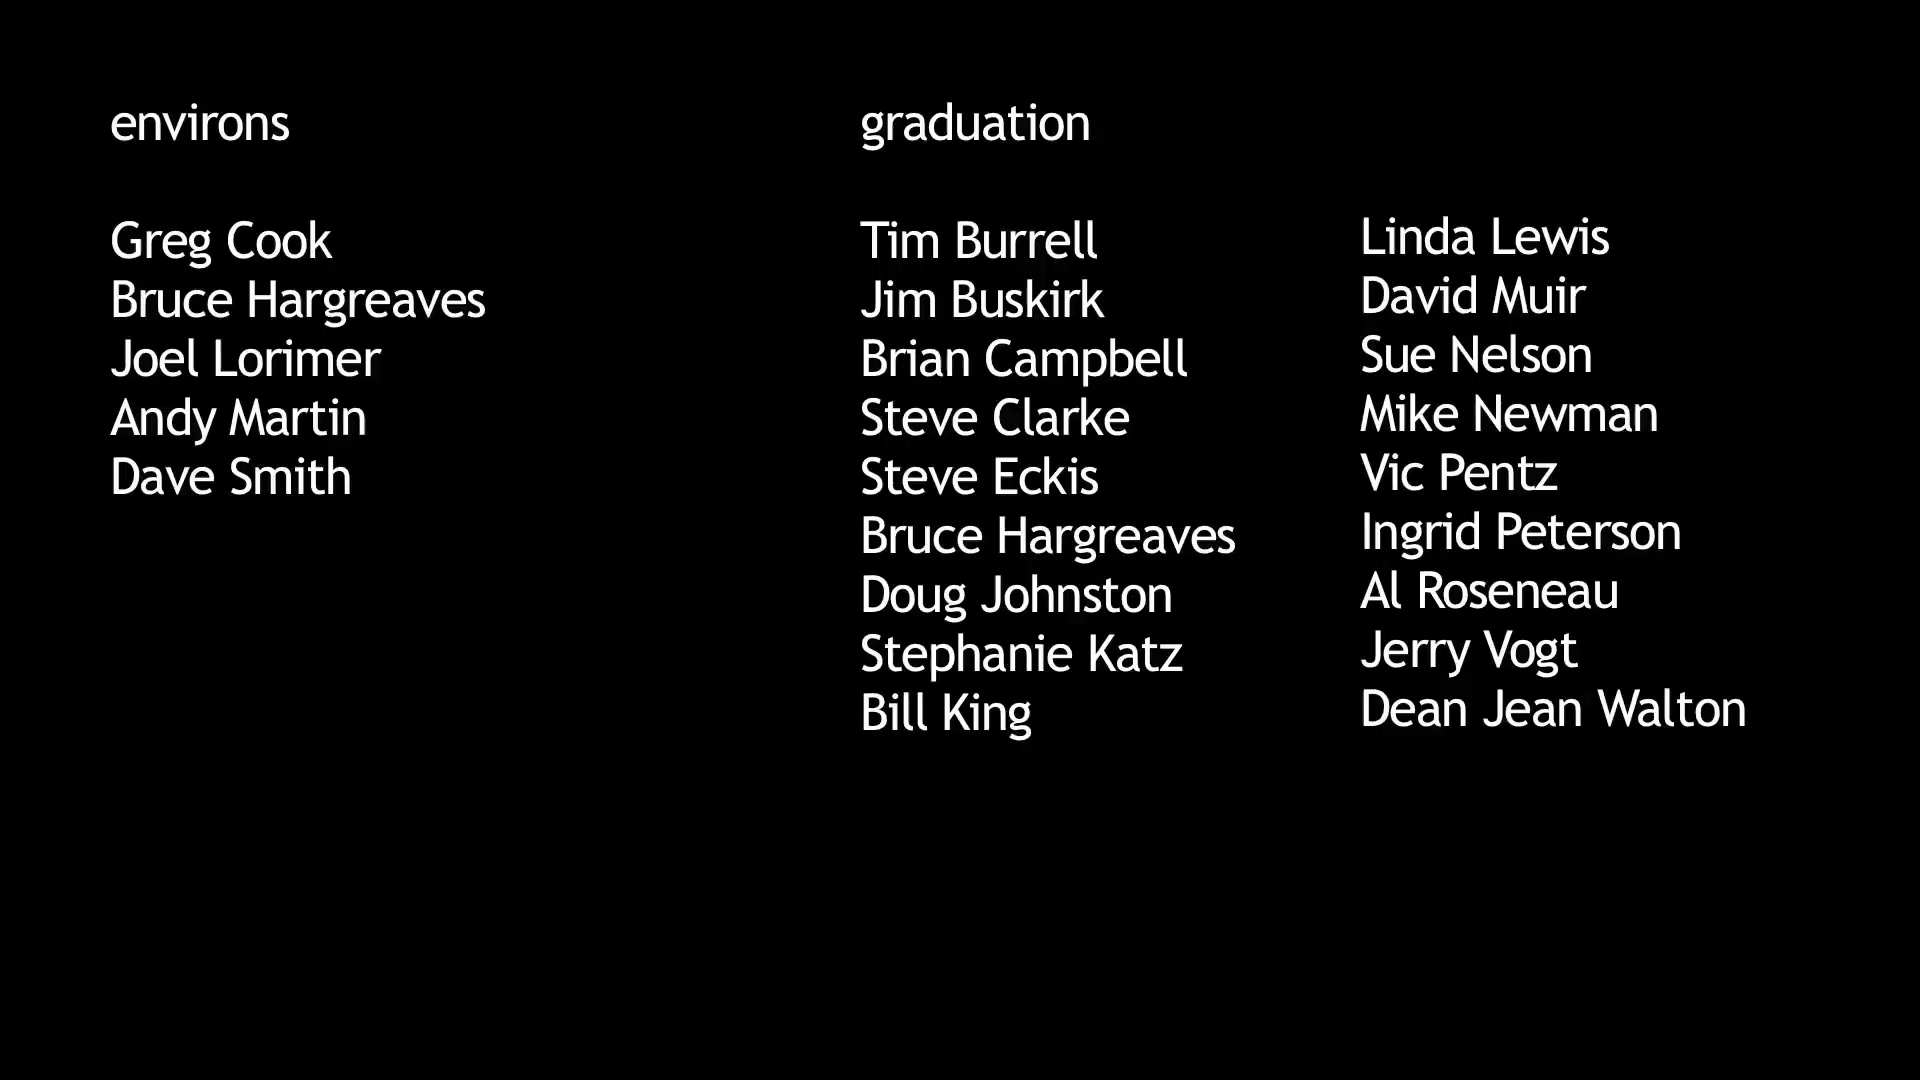 environs
Greg Cook
Bruce Hargreaves
Joel Lorimer
Andy Martin
Dave Smith
graduation
Tim Burrell
Jim Buskirk
Brian Campbell
Steve Clarke
Steve Eckis
Bruce Hargreaves
Doug Johnston
Stephanie Katz
Bill King
Linda Lewis
David Muir
Sue Nelson
Mike Newman
Vic Pentz
Ingrid Peterson
Al Roseneau
Jerry Vogt
Dean Jean Walton